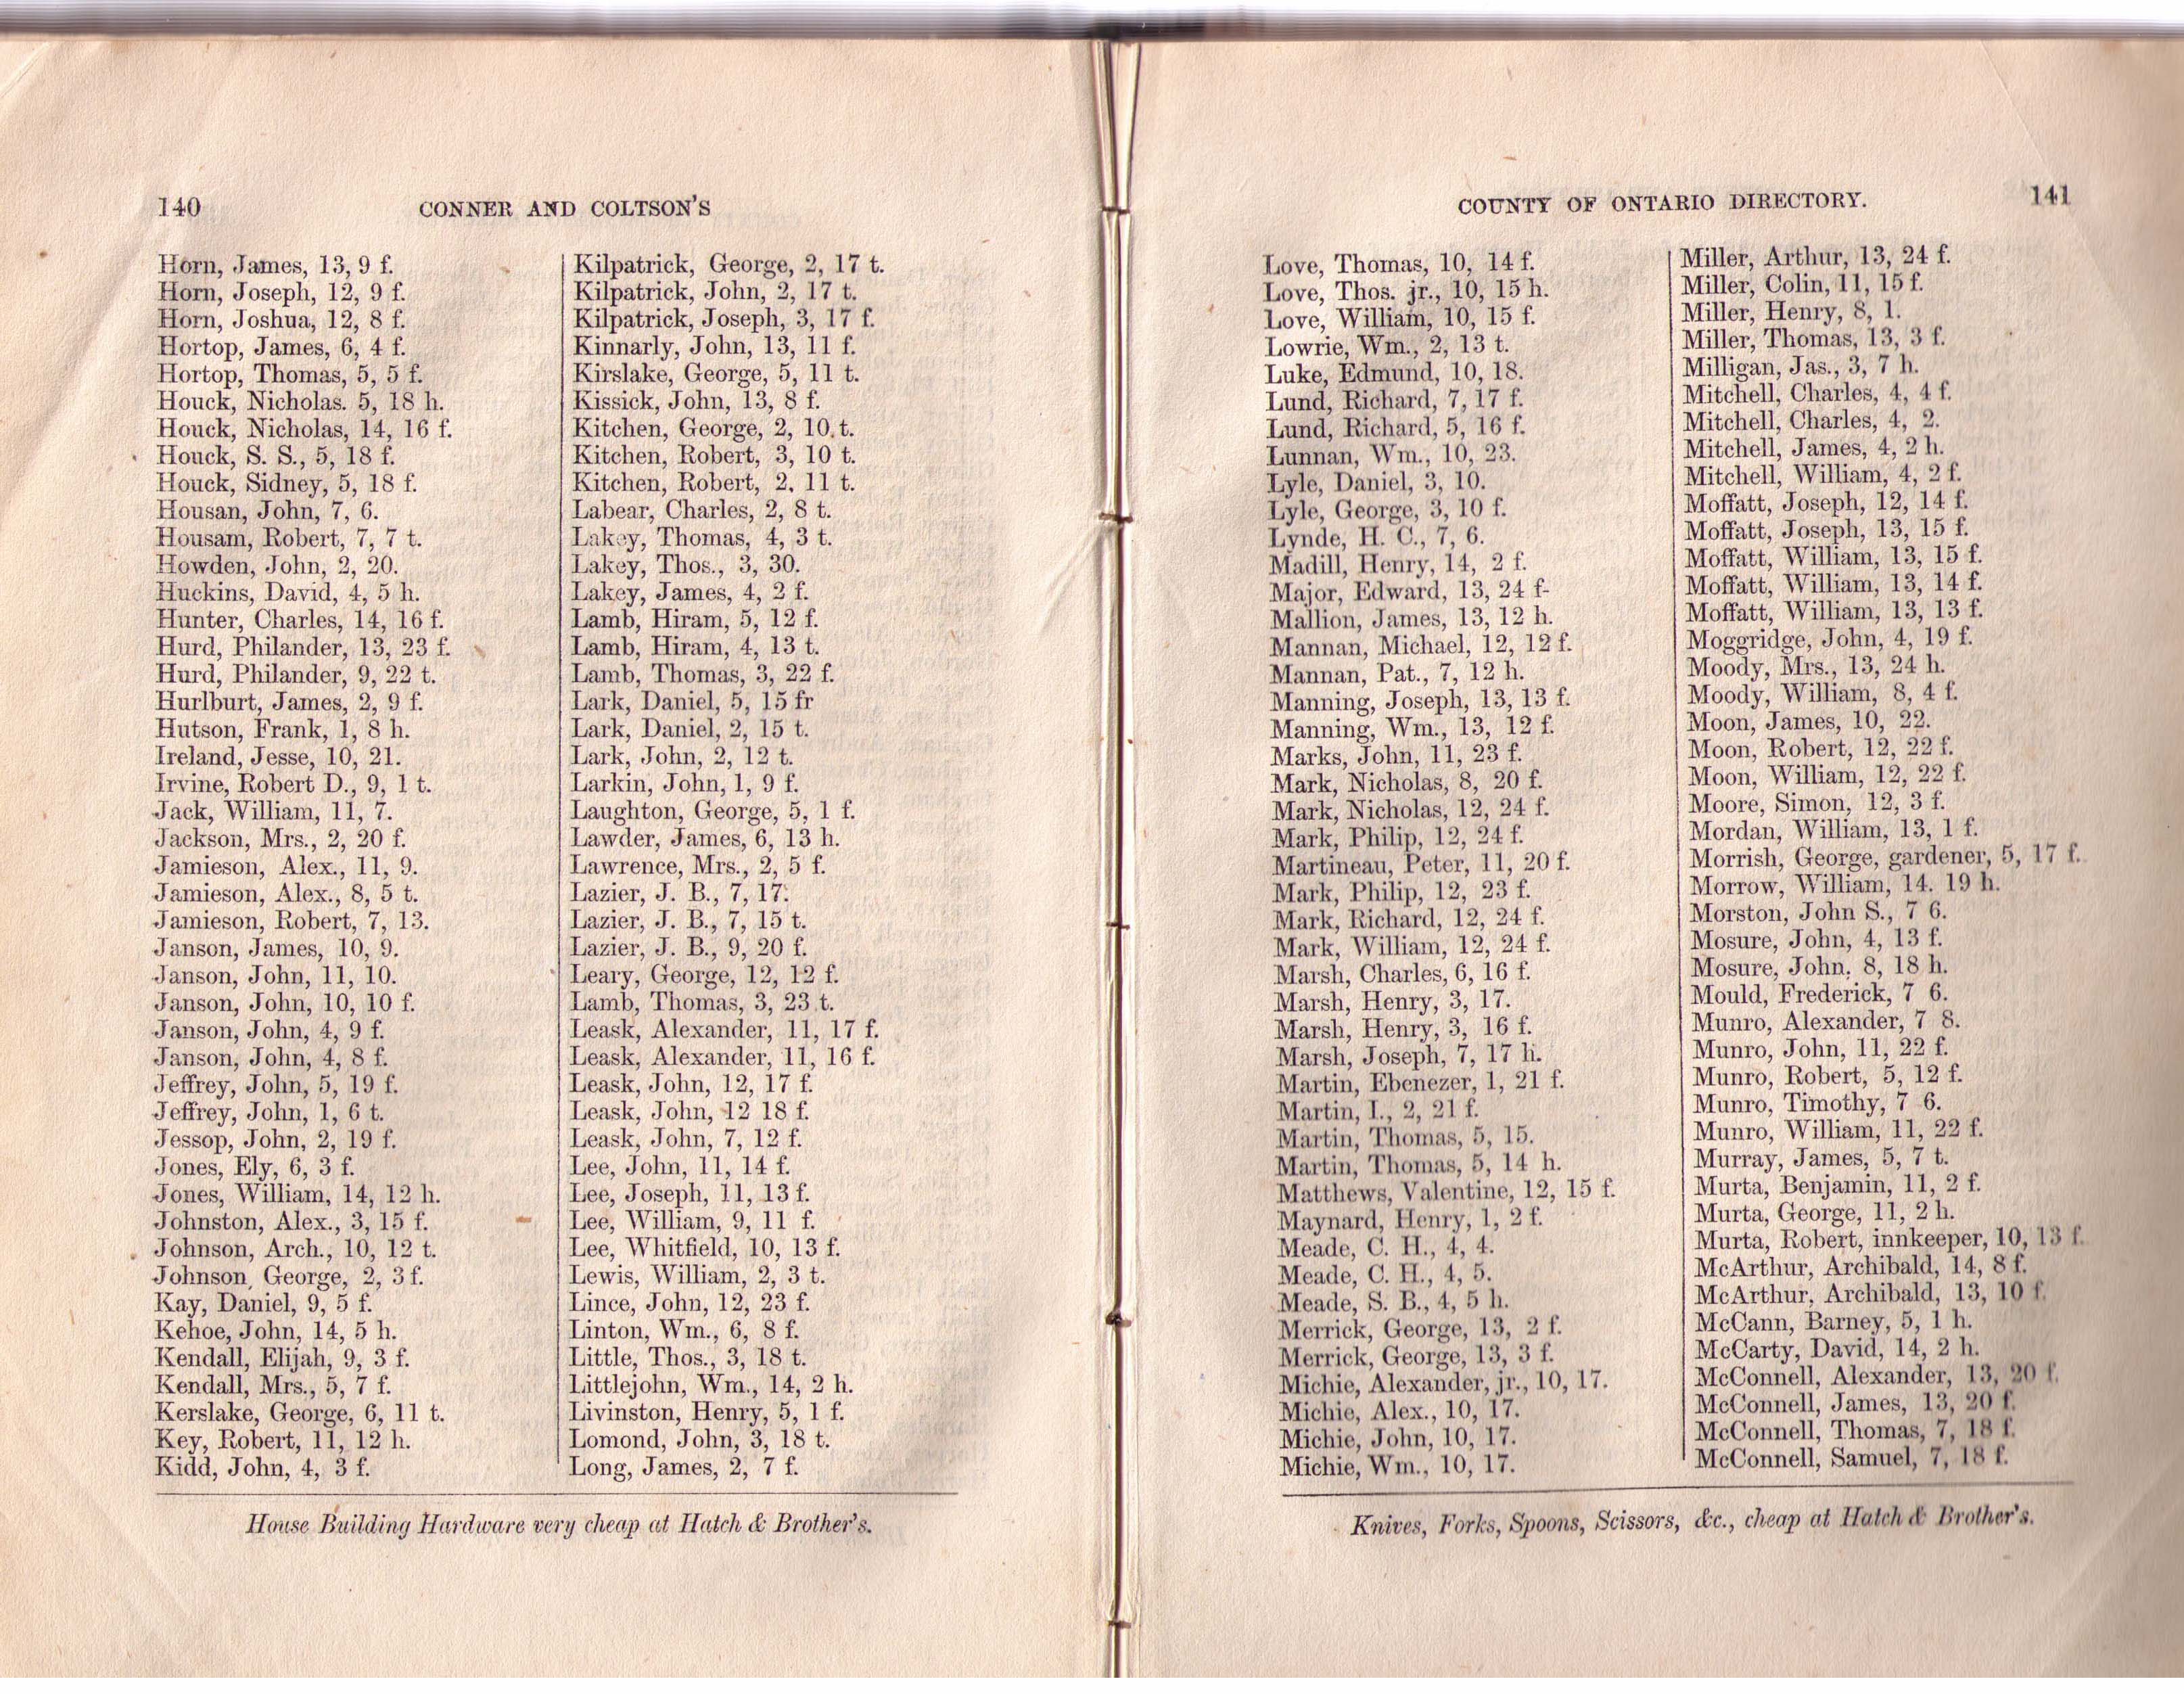 140
CONNER AND COLTSON'S
Horn, James, 13, 9 f.
Horn, Joseph, 12, 9 f.
Horn, Joshua, 12, 8 f.
Hortop, James, 6, 4 f.
Hortop, Thomas, 5, 5 f.
Houck, Nicholas. 5, 18 h.
Houck, Nicholas, 14, 16 f.
Houck, S. S., 5, 18 f.
Houck, Sidney, 5, 18 f.
Housan, John, 7, 6.
Housam, Robert, 7, 7 t.
Howden, John, 2, 20.
Huckins, David, 4, 5 h.
Hunter, Charles, 14, 16 f.
Hurd, Philander, 13, 23 f.
Hurd, Philander, 9, 22 t.
Hurlburt, James, 2, 9 f.
Hutson, Frank, 1, 8 h.
Ireland, Jesse, 10, 21.
Irvine, Robert D., 9, 1 t.
Jack, William, 11, 7.
Jackson, Mrs., 2, 20 f.
Jamieson, Alex., 11, 9.
Jamieson, Alex., 8, 5 t.
Jamieson, Robert, 7, 13.
Janson, James, 10, 9.
Janson, John, 11, 10.
Janson, John, 10, 10 f.
Janson, John, 4, 9 f.
Janson, John, 4, 8 f.
Jeffrey, John, 5, 19 f.
Jeffrey, John, 1, 6 t.
Jessop, John, 2, 19 f.
Jones, Ely, 6, 3 f.
Jones, William, 14, 12 h.
Johnston, Alex., 3, 15 f.
Johnson, Arch., 10, 12 t.
Johnson, George, 2, 3 f.
Kay, Daniel, 9, 5 f.
Kehoe, John, 14, 5 h.
Kendall, Elijah, 9, 3 f.
Kendall, Mrs., 5, 7 f.
Kerslake, George, 6, 11 t.
Key, Robert, 11, 12 h.
Kidd, John, 4, 3 f.
Kilpatrick, George, 2, 17 t.
Kilpatrick, John, 2, 17 t.
Kilpatrick, Joseph, 3, 17 f.
Kinnarly, John, 13, 11 f.
Kirslake, George, 5, 11 t.
Kissick, John, 13, 8 f.
Kitchen, George, 2, 10. t.
Kitchen, Robert, 3, 10 t.
Kitchen, Robert, 2. 11 t.
Labear, Charles, 2, 8 t.
Lakey, Thomas, 4, 3 t.
Lakey, Thos., 3, 30.
Lakey, James, 4, 2 f.
Lamb, Hiram, 5, 12 f.
Lamb, Hiram, 4, 13 t.
Lamb, Thomas, 3, 22 f.
Lark, Daniel, 5, 15 fr
Lark, Daniel, 2, 15 t.
Lark, John, 2, 12 t.
Larkin, John, 1, 9 f.
Laughton, George, 5, 1 f.
Lawder, James, 6, 13 h.
Lawrence, Mrs., 2, 5 f.
Lazier, J. B., 7, 17.
Lazier, J. B., 7, 15 t.
Lazier, J. B., 9, 20 f.
Leary, George, 12, 12 f.
Lamb, Thomas, 3, 23 t.
Leask, Alexander, 11, 17 f.
Leask, Alexander, 11, 16 f.
Leask, John, 12, 17 f.
Leask, John, 12 18 f.
Leask, John, 7, 12 f.
Lee, John, 11, 14 f.
Lee, Joseph, 11, 13 f.
Lee, William, 9, 11 f.
Lee, Whitfield, 10, 13 f.
Lewis, William, 2, 3 t.
Lince, John, 12, 23 f.
Linton, Wm., 6, 8 f.
Little, Thos., 3, 18 t.
Littlejohn, Wm., 14, 2 h.
Livinston, Henry, 5, 1 f.
Lomond, John, 3, 18 t.
Long, James, 2, 7 f.
House Building Hardware very cheap at Hatch & Brother's.
COUNTY OF ONTARIO DIRECTORY.
141
Love, Thomas, 10, 14 f.
Love, Thos. jr., 10, 15 h.
Love, William, 10, 15 f.
Lowrie, Wm., 2, 13 t.
Luke, Edmund, 10, 18.
Lund, Richard, 7, 17 f.
Lund, Richard, 5, 16 f.
Lunnan, Wm., 10, 23.
Lyle, Daniel, 3, 10.
Lyle, George, 3, 10 f.
Lynde, H. C., 7, 6.
Madill, Henry, 14, 2 f.
Major, Edward, 13, 24 f-
Mallion, James, 13, 12 h.
Mannan, Michael, 12, 12 f.
Mannan, Pat., 7, 12 h.
Manning, Joseph, 13, 13 f.
Manning, Wm., 13, 12 f.
Marks, John, 11, 23 f.
Mark, Nicholas, 8, 20 f.
Mark, Nicholas, 12, 24 f.
Mark, Philip, 12, 24 f.
Martineau, Peter, 11, 20 f.
Mark, Philip, 12, 23 f.
Mark, Richard, 12, 24 f.
Mark, William, 12, 24 f.
Marsh, Charles, 6, 16 f.
Marsh, Henry, 3, 17.
Marsh, Henry, 3, 16 f.
Marsh, Joseph, 7, 17 h.
Martin, Ebenezer, 1, 21 f.
Martin, I., 2, 21 f.
Martin, Thomas, 5, 15.
Martin, Thomas, 5, 14 h.
Matthews, Valentine, 12, 15 f.
Maynard, Henry, 1, 2 f.
Meade, C. H., 4, 4.
Meade, C. H., 4, 5.
Meade, S. B., 4, 5 h.
Merrick, George, 13, 2 f.
Merrick, George, 13, 3 f.
Michie, Alexander, jr., 10, 17.
Michie, Alex., 10, 17.
Michie, John, 10, 17.
Michie, Wm., 10, 17.
Miller, Arthur, 13, 24 f.
Miller, Colin, 11, 15 f.
Miller, Henry, 8, 1.
Miller, Thomas, 13, 3 f.
Milligan, Jas., 3, 7 h.
Mitchell, Charles, 4, 4 f.
Mitchell, Charles, 4, 2.
Mitchell, James, 4, 2 h.
Mitchell, William, 4, 2 f.
Moffatt, Joseph, 12, 14 f.
Moffatt, Joseph, 13, 15 f.
Moffatt, William, 13, 15 f.
Moffatt, William, 13, 14 f.
Moffatt, William, 13, 13 f.
Moggridge, John, 4, 19 f.
Moody, Mrs., 13, 24 h.
Moody, William, 8, 4 f.
Moon, James, 10, 22.
Moon, Robert, 12, 22 f.
Moon, William, 12, 22 f.
Moore, Simon, 12, 3 f.
Mordan, William, 13, 1 f.
Morrish, George, gardener, 5, 17 f.
Morrow, William, 14. 19 h.
Morston, John S., 7 6.
Mosure, John, 4, 13 f.
Mosure, John. 8, 18 h.
Mould, Frederick, 7 6.
Munro, Alexander, 7 8.
Munro, John, 11, 22 f.
Munro, Robert, 5, 12 f.
Munro, Timothy, 7 6.
Munro, William, 11, 22 f.
Murray, James, 5, 7 t.
Murta, Benjamin, 11, 2 f.
Murta, George, 11, 2 h.
Murta, Robert, innkeeper, 10, 13 f.
McArthur, Archibald, 14, 8 f.
McArthur, Archibald, 13, 10 f.
McCann, Barney, 5, 1 h.
McCarty, David, 14, 2 h.
McConnell, Alexander, 13, 20 f.
McConnell, James, 13, 20 f.
McConnell, Thomas, 7, 18 f.
McConnell, Samuel, 7, 18 f.
Knives, Forks, Spoons, Scissors, &c., cheap at Hatch & Brother's.